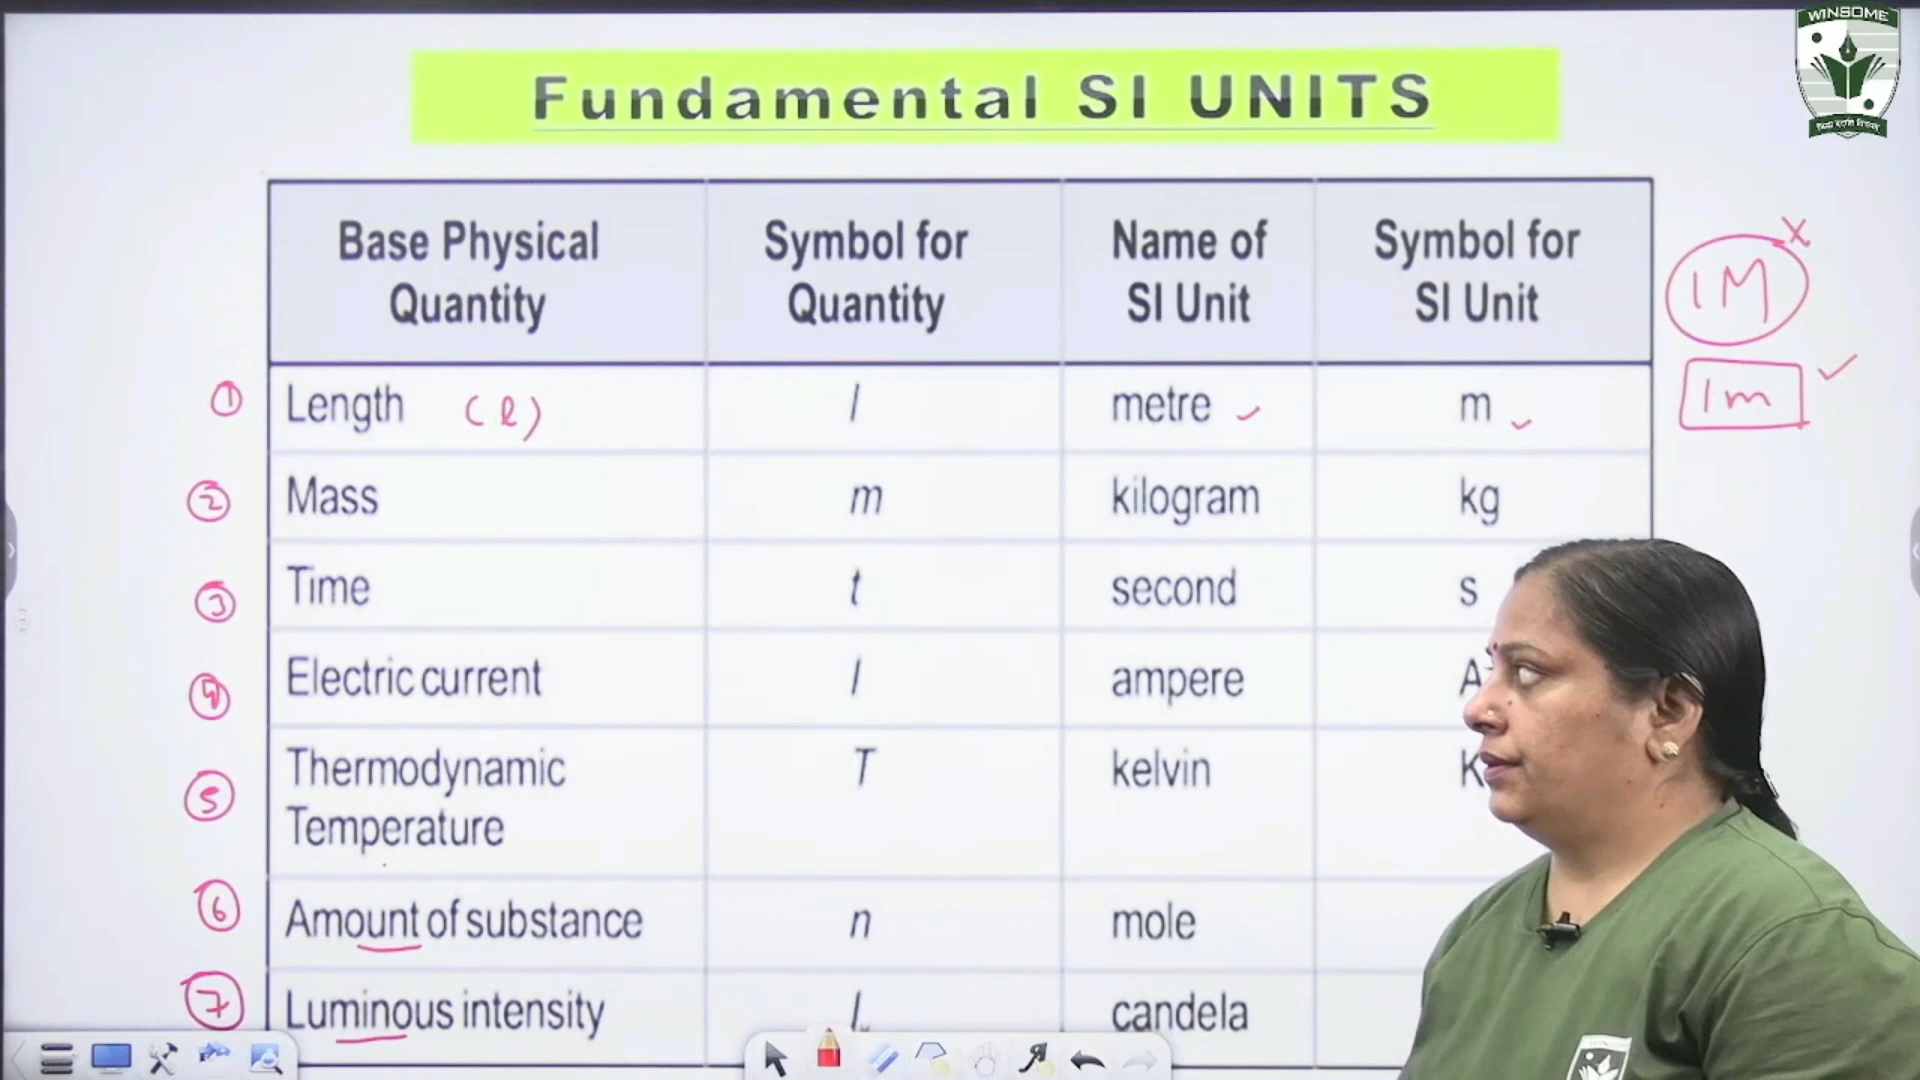 WINSOME
Fundamental SI UNITS
Base Physical Quantity Symbol for Quantity Name of SI Unit Symbol for SI Unit
1M x
① Length (l) l metre ✓ m ✓ 1m ✓
② Mass m kilogram kg
③ Time t second s
④ Electric current I ampere A
⑤ Thermodynamic Temperature T kelvin K
⑥ Amount of substance n mole
⑦ Luminous intensity Iv candela